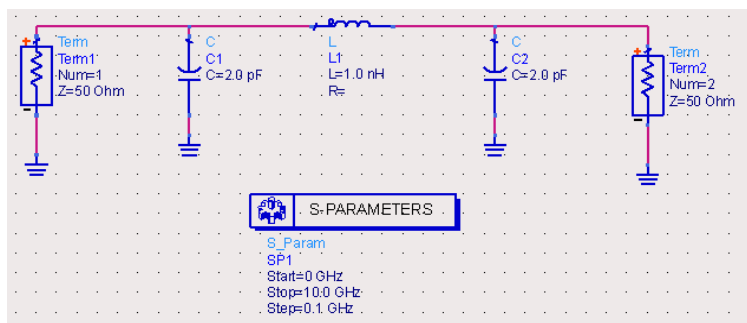 Term
Term1
Num=1
Z=50 Ohm
C
C1
C=2.0 pF
L
L1
L=1.0 nH
R=
C
C2
C=2.0 pF
Term
Term2
Num=2
Z=50 Ohm
S-PARAMETERS
S_Param
SP1
Start=0 GHz
Stop=10.0 GHz
Step=0.1 GHz